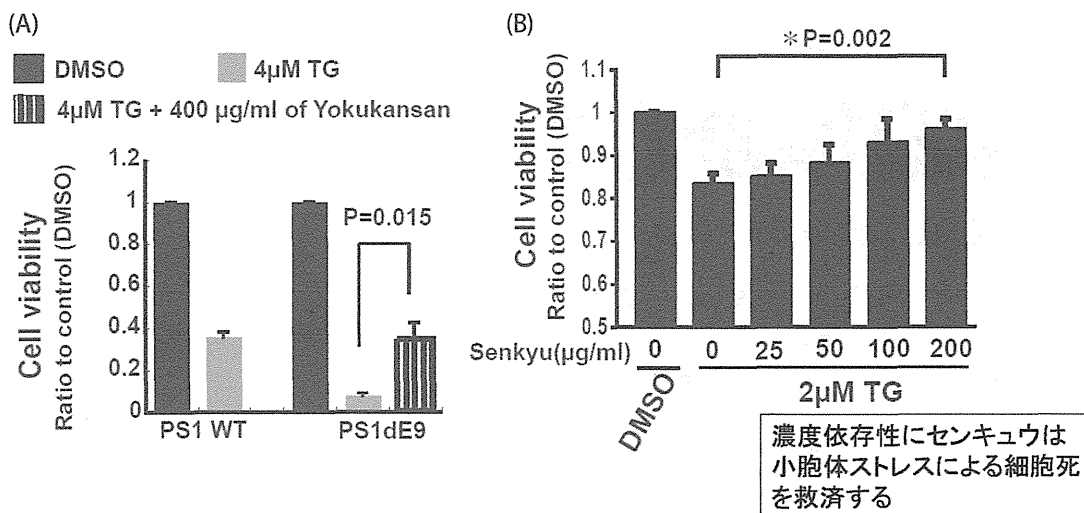 (A)
DMSO
4μM TG
4μM TG + 400 μg/ml of Yokukansan
Cell viability
Ratio to control (DMSO)
1.2
1
0.8
0.6
0.4
0.2
0
P=0.015
PS1 WT
PS1dE9
(B)
*P=0.002
Cell viability
Ratio to control (DMSO)
1.1
1
0.9
0.8
0.7
0.6
0.5
Senkyu(μg/ml) 0 0 25 50 100 200
DMSO
2μM TG
濃度依存性にセンキュウは
小胞体ストレスによる細胞死
を救済する